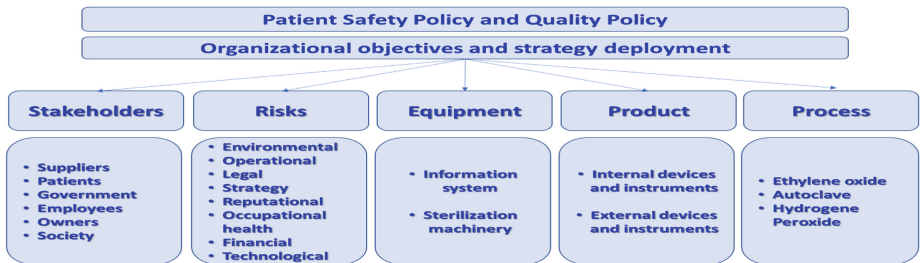 Patient Safety Policy and Quality Policy
Organizational objectives and strategy deployment
Stakeholders
Risks
Equipment
Product
Process
• Suppliers
• Patients
• Government
• Employees
• Owners
• Society
• Environmental
• Operational
• Legal
• Strategy
• Reputational
• Occupational
health
• Financial
• Technological
• Information
system
• Sterilization
machinery
• Internal devices
and instruments
• External devices
and instruments
• Ethylene oxide
• Autoclave
• Hydrogene
Peroxide